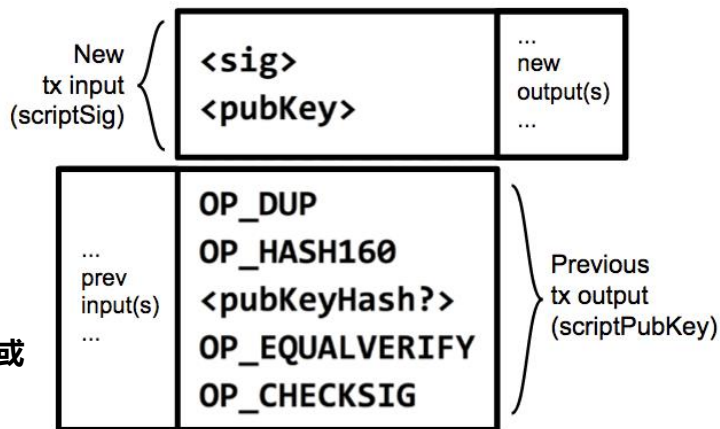 New
tx input
(scriptSig)
<sig>
<pubKey>
...
new
output(s)
...
...
prev
input(s)
...
OP_DUP
OP_HASH160
<pubKeyHash?>
OP_EQUALVERIFY
OP_CHECKSIG
Previous
tx output
(scriptPubKey)
或